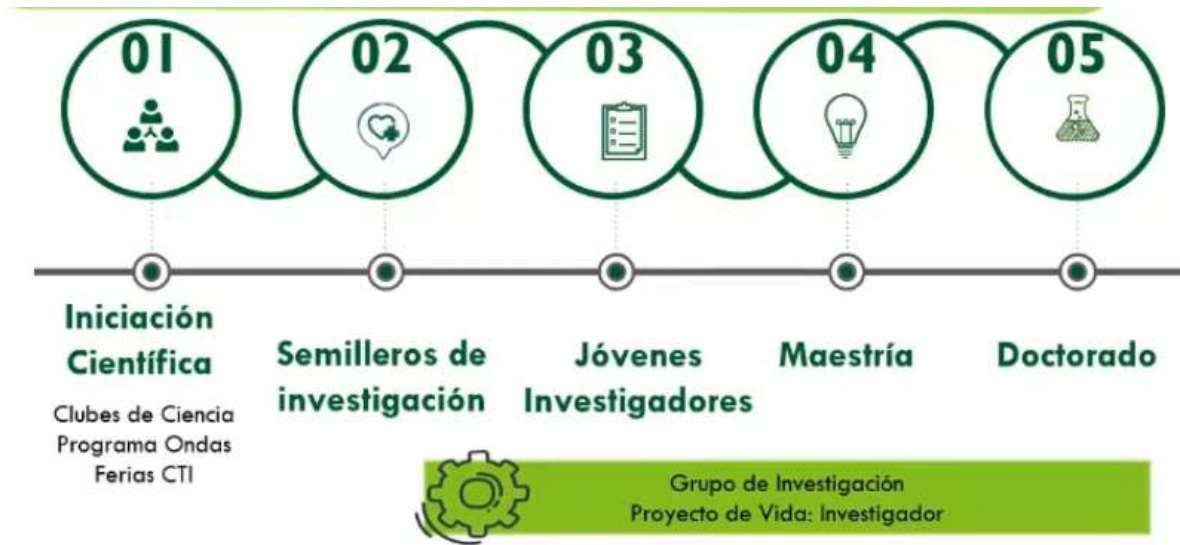 01
02
03
04
05
Iniciación
Científica
Clubes de Ciencia
Programa Ondas
Ferias CTI
Semilleros de
investigación
Jóvenes
Investigadores
Maestría
Doctorado
Grupo de Investigación
Proyecto de Vida: Investigador